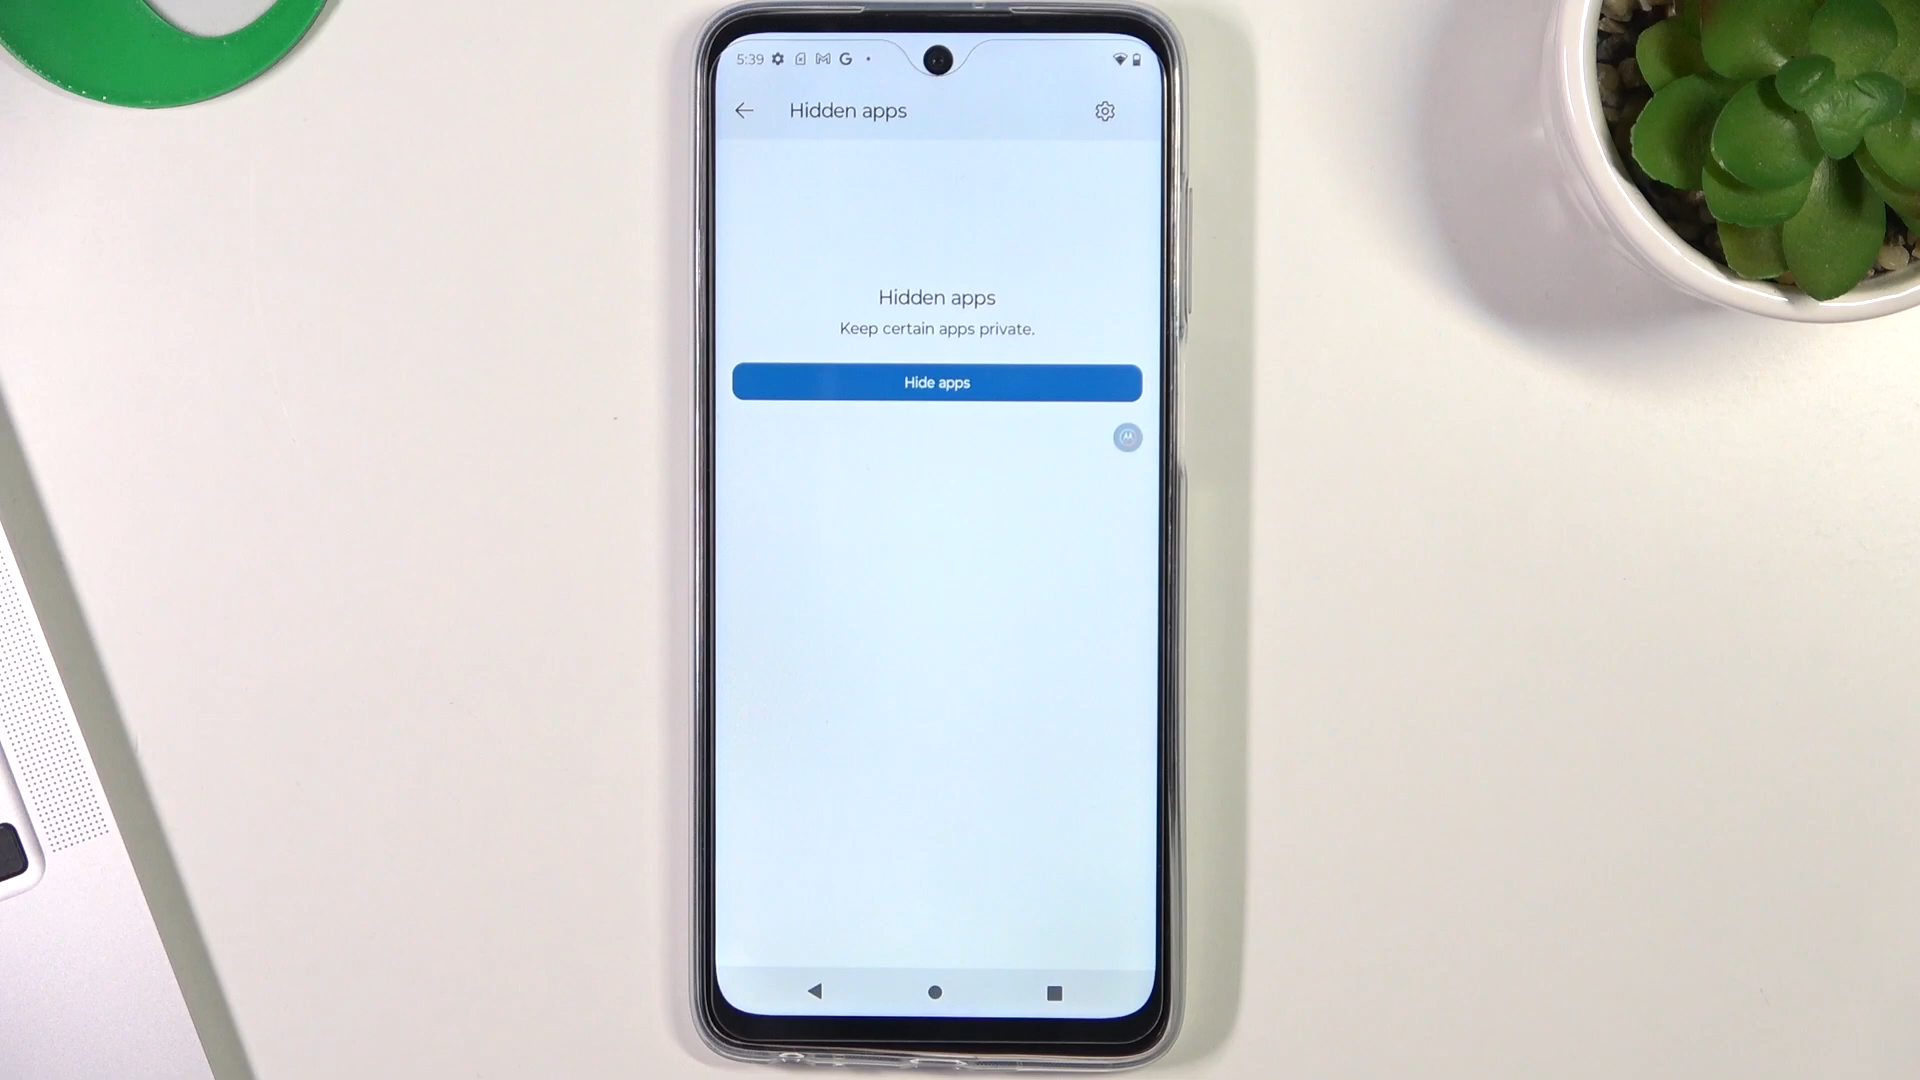 5:39
Hidden apps
Hidden apps
Keep certain apps private.
Hide apps